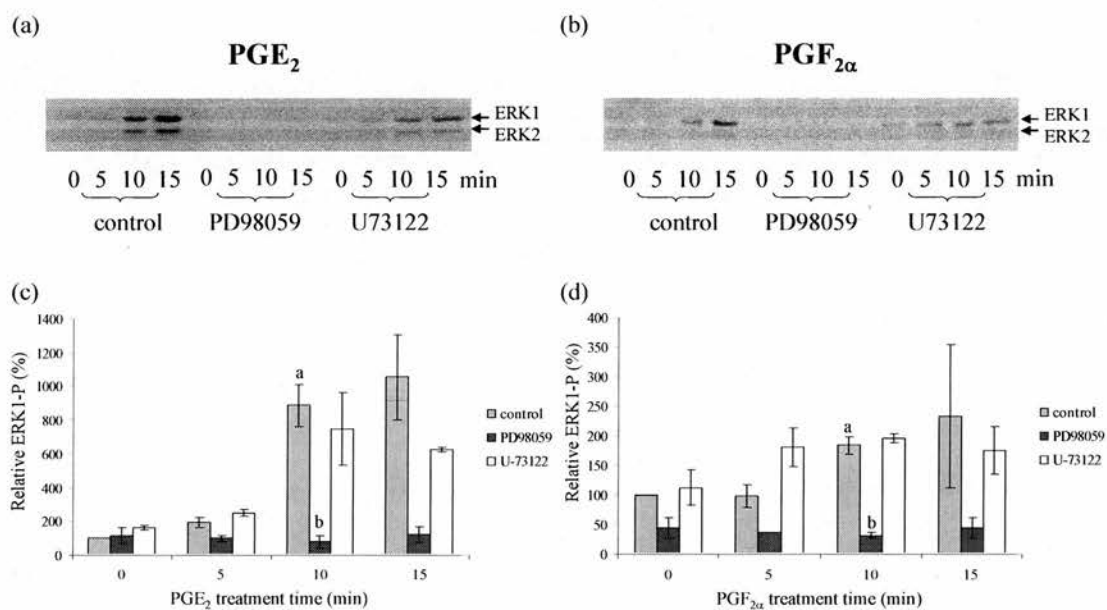 (a)
PGE2
ERK1
ERK2
0 5 10 15 0 5 10 15 0 5 10 15 min
control PD98059 U73122
(b)
PGF2α
ERK1
ERK2
0 5 10 15 0 5 10 15 0 5 10 15 min
control PD98059 U73122
(c)
Relative ERK1-P (%)
1400
1200
1000
800
600
400
200
0
a
b
0 5 10 15
PGE2 treatment time (min)
control
PD98059
U-73122
(d)
Relative ERK1-P (%)
400
350
300
250
200
150
100
50
0
a
b
0 5 10 15
PGF2α treatment time (min)
control
PD98059
U-73122